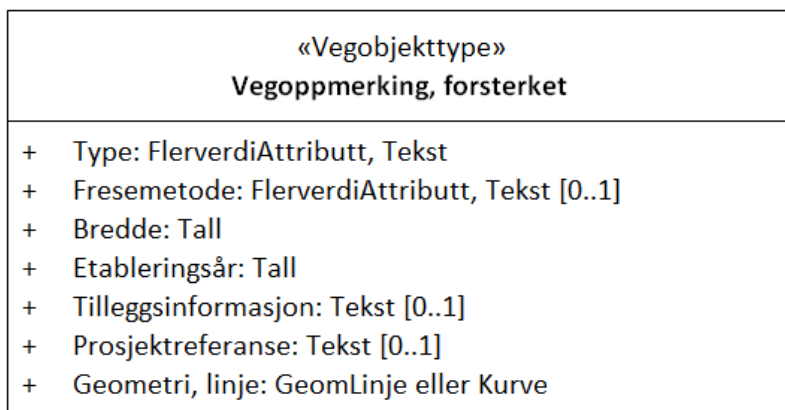 «Vegobjekttype»
Vegoppmerking, forsterket
+ Type: FlerverdiAttributt, Tekst
+ Fresemetode: FlerverdiAttributt, Tekst [0..1]
+ Bredde: Tall
+ Etableringsår: Tall
+ Tilleggsinformasjon: Tekst [0..1]
+ Prosjektreferanse: Tekst [0..1]
+ Geometri, linje: GeomLinje eller Kurve